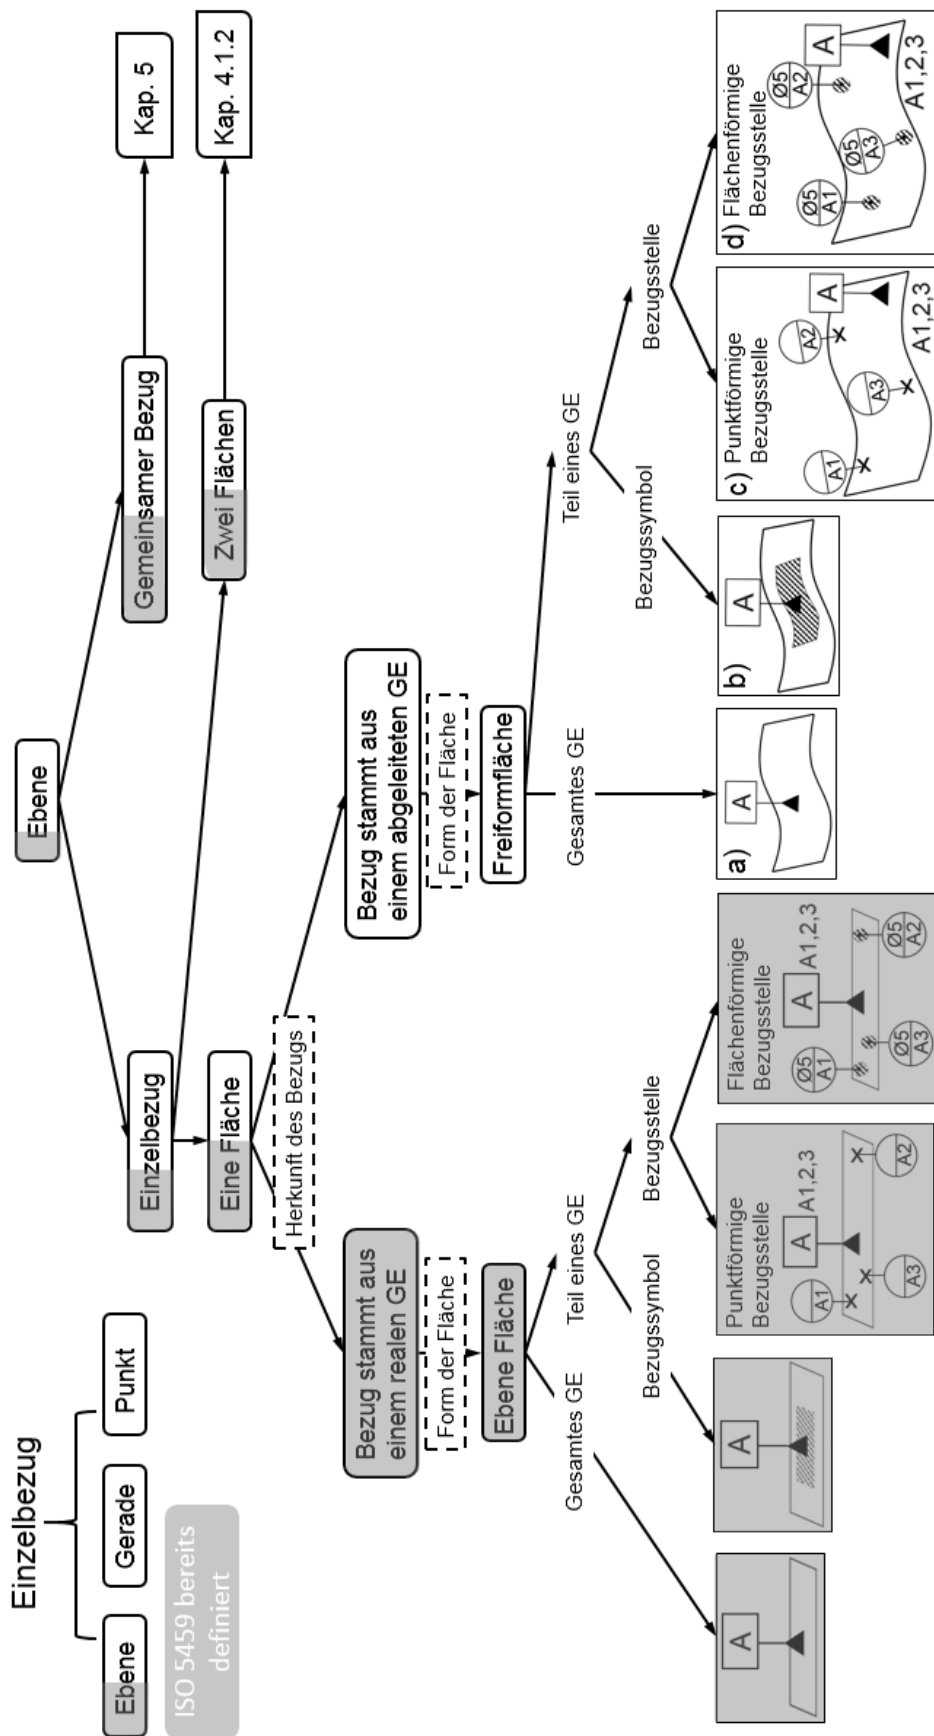 Einzelbezug
Ebene
Gerade
Punkt
ISO 5459 bereits
definiert
Ebene
Einzelbezug
Gemeinsamer Bezug
Kap. 5
Eine Fläche
Zwei Flächen
Kap. 4.1.2
Herkunft des Bezugs
Bezug stammt aus
einem realen GE
Bezug stammt aus
einem abgeleiteten GE
Form der Fläche
Form der Fläche
Ebene Fläche
Freiformfläche
Gesamtes GE
Teil eines GE
Gesamtes GE
Teil eines GE
Bezugssymbol
Bezugsstelle
Bezugssymbol
Bezugsstelle
A
A
Punktförmige
Bezugsstelle
A
A1,2,3
A1
A3
A2
Flächenförmige
Bezugsstelle
A
A1,2,3
Ø5
A1
Ø5
A3
Ø5
A2
a)
A
b)
A
c) Punktförmige
Bezugsstelle
A1
A3
A2
A
A1,2,3
d) Flächenförmige
Bezugsstelle
Ø5
A1
Ø5
A3
Ø5
A2
A
A1,2,3